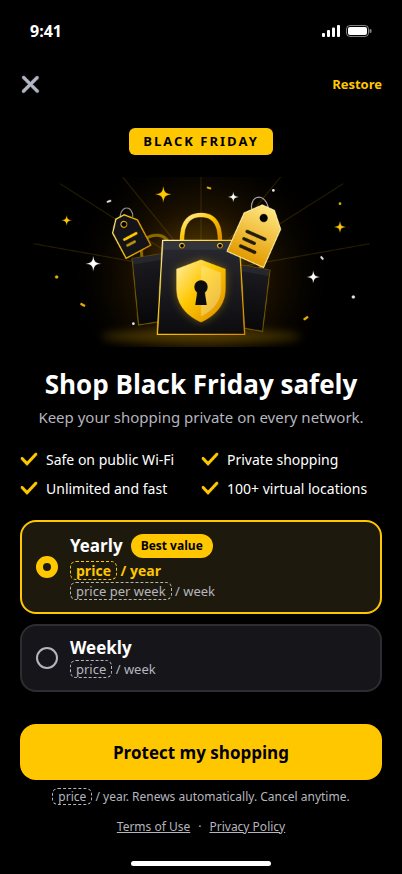 9:41
Restore
BLACK FRIDAY
Shop Black Friday safely
Keep your shopping private on every network.
Safe on public Wi-Fi
Private shopping
Unlimited and fast
100+ virtual locations
Yearly Best value
price / year
price per week / week
Weekly
price / week
Protect my shopping
price / year. Renews automatically. Cancel anytime.
Terms of Use · Privacy Policy